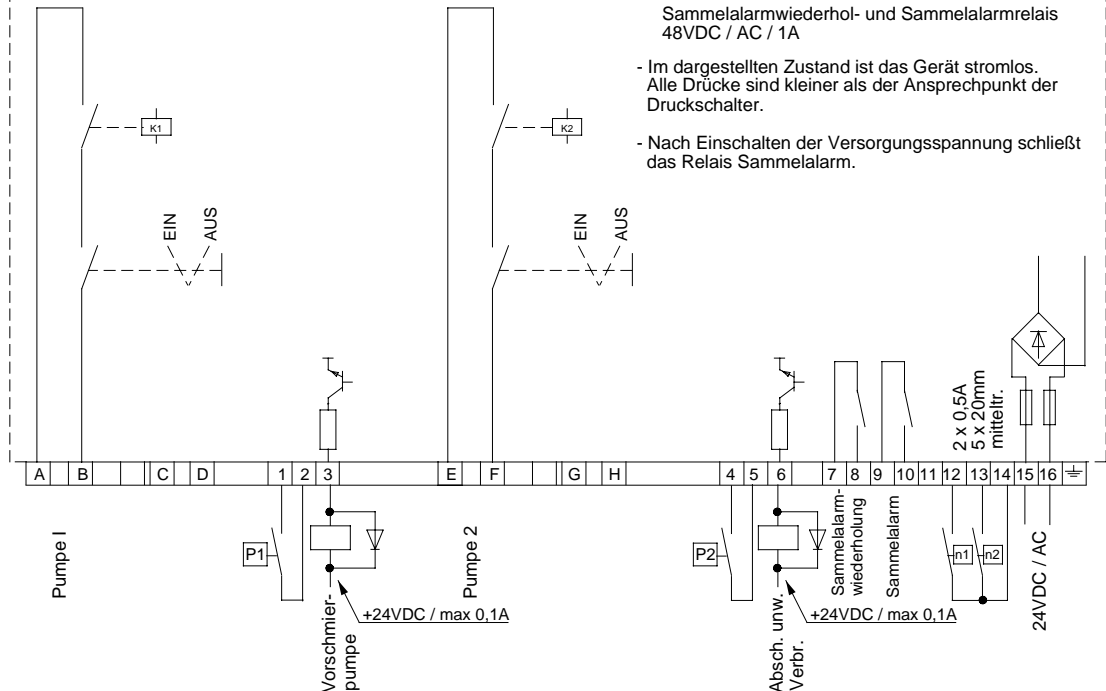 Sammelalarmwiederhol- und Sammelalarmrelais
48VDC / AC / 1A
- Im dargestellten Zustand ist das Gerät stromlos.
Alle Drücke sind kleiner als der Ansprechpunkt der
Druckschalter.
- Nach Einschalten der Versorgungsspannung schließt
das Relais Sammelalarm.
K1
K2
EIN
AUS
EIN
AUS
2 x 0,5A
5 x 20mm
mitteltr.
A B C D 1 2 3 E F G H 4 5 6 7 8 9 10 11 12 13 14 15 16
Pumpe I
P1
Vorschmier-
pumpe
+24VDC / max 0,1A
Pumpe 2
P2
Absch. unw.
Verbr.
+24VDC / max 0,1A
Sammelalarm-
wiederholung
Sammelalarm
n1
n2
24VDC / AC